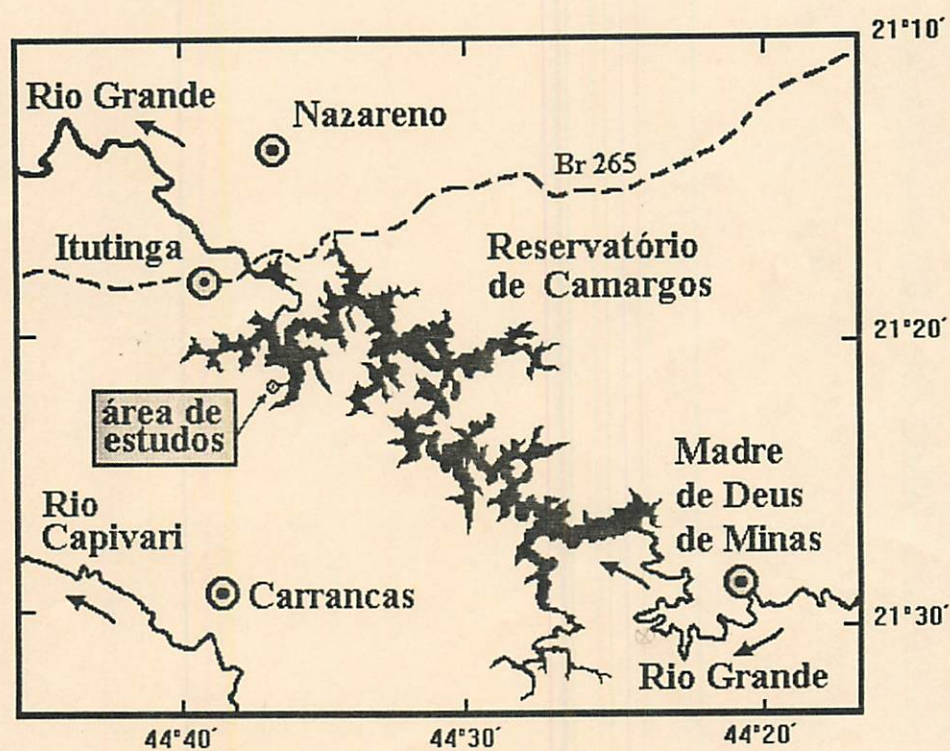 21°10´
Rio Grande
Nazareno
Br 265
Itutinga
Reservatório
de Camargos
21°20´
área de
estudos
Madre
de Deus
de Minas
Rio
Capivari
Carrancas
21°30´
Rio Grande
44°40´
44°30´
44°20´